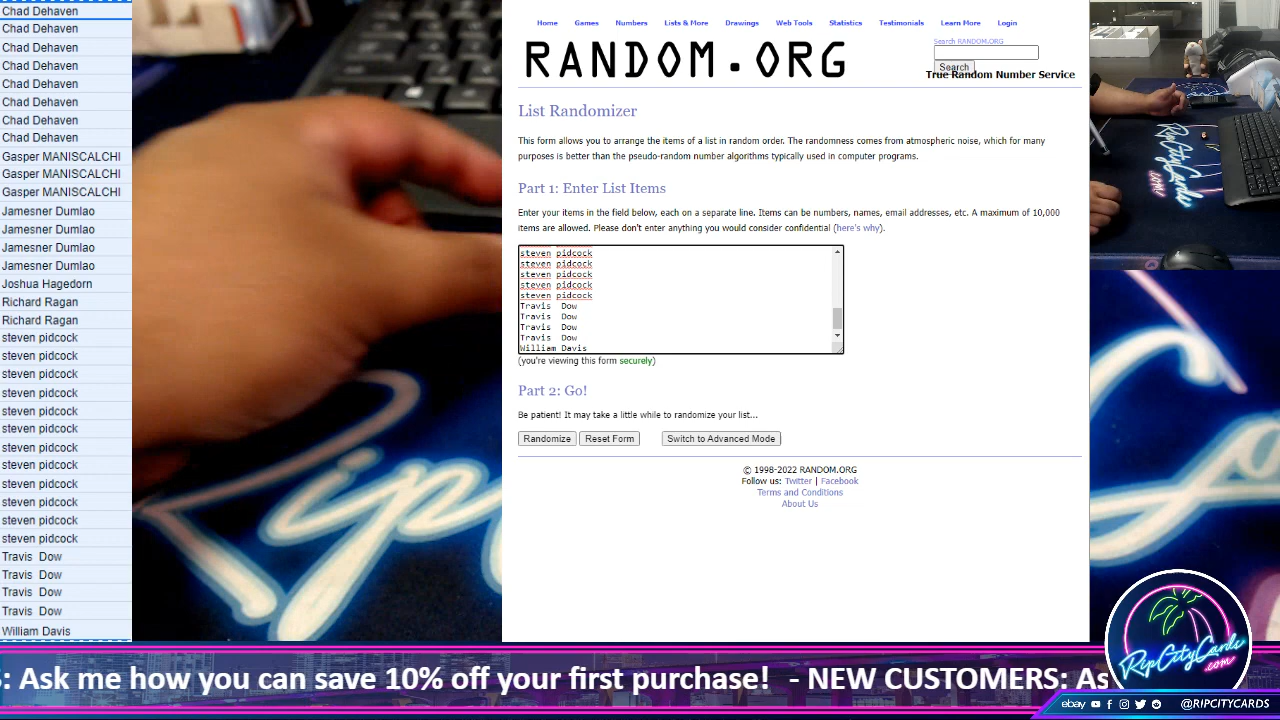 Chad Dehaven
Chad Dehaven
Chad Dehaven
Chad Dehaven
Chad Dehaven
Chad Dehaven
Chad Dehaven
Chad Dehaven
Gasper MANISCALCHI
Gasper MANISCALCHI
Gasper MANISCALCHI
Jamesner Dumlao
Jamesner Dumlao
Jamesner Dumlao
Jamesner Dumlao
Joshua Hagedorn
Richard Ragan
Richard Ragan
steven pidcock
steven pidcock
steven pidcock
steven pidcock
steven pidcock
steven pidcock
steven pidcock
steven pidcock
steven pidcock
steven pidcock
steven pidcock
steven pidcock
Travis Dow
Travis Dow
Travis Dow
Travis Dow
William Davis
Home Games Numbers Lists & More Drawings Web Tools Statistics Testimonials Learn More Login
RANDOM.ORG
Search RANDOM.ORG
Search
True Random Number Service
List Randomizer
This form allows you to arrange the items of a list in random order. The randomness comes from atmospheric noise, which for many
purposes is better than the pseudo-random number algorithms typically used in computer programs.
Part 1: Enter List Items
Enter your items in the field below, each on a separate line. Items can be numbers, names, email addresses, etc. A maximum of 10,000
items are allowed. Please don't enter anything you would consider confidential (here's why).
steven pidcock
steven pidcock
steven pidcock
steven pidcock
steven pidcock
Travis Dow
Travis Dow
Travis Dow
Travis Dow
William Davis
(you're viewing this form securely)
Part 2: Go!
Be patient! It may take a little while to randomize your list...
Randomize Reset Form Switch to Advanced Mode
© 1998-2022 RANDOM.ORG
Follow us: Twitter | Facebook
Terms and Conditions
About Us
RipCityCards
.com
RipCityCards
.com
S: Ask me how you can save 10% off your first purchase! - NEW CUSTOMERS: As
ebay @RIPCITYCARDS